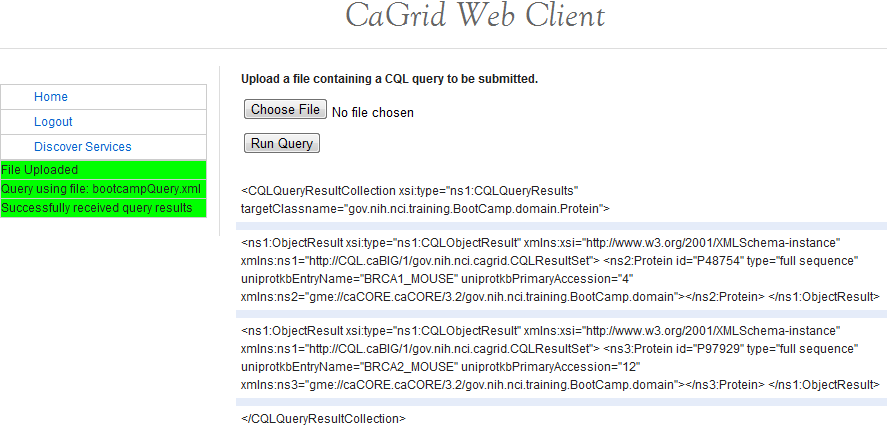 CaGrid Web Client
Home
Logout
Discover Services
File Uploaded
Query using file: bootcampQuery.xml
Successfully received query results
Upload a file containing a CQL query to be submitted.
Choose File No file chosen
Run Query
<CQLQueryResultCollection xsi:type="ns1:CQLQueryResults"
targetClassname="gov.nih.nci.training.BootCamp.domain.Protein">
<ns1:ObjectResult xsi:type="ns1:CQLObjectResult" xmlns:xsi="http://www.w3.org/2001/XMLSchema-instance"
xmlns:ns1="http://CQL.caBIG/1/gov.nih.nci.cagrid.CQLResultSet"> <ns2:Protein id="P48754" type="full sequence"
uniprotkbEntryName="BRCA1_MOUSE" uniprotkbPrimaryAccession="4"
xmlns:ns2="gme://caCORE.caCORE/3.2/gov.nih.nci.training.BootCamp.domain"></ns2:Protein> </ns1:ObjectResult>
<ns1:ObjectResult xsi:type="ns1:CQLObjectResult" xmlns:xsi="http://www.w3.org/2001/XMLSchema-instance"
xmlns:ns1="http://CQL.caBIG/1/gov.nih.nci.cagrid.CQLResultSet"> <ns3:Protein id="P97929" type="full sequence"
uniprotkbEntryName="BRCA2_MOUSE" uniprotkbPrimaryAccession="12"
xmlns:ns3="gme://caCORE.caCORE/3.2/gov.nih.nci.training.BootCamp.domain"></ns3:Protein> </ns1:ObjectResult>
</CQLQueryResultCollection>